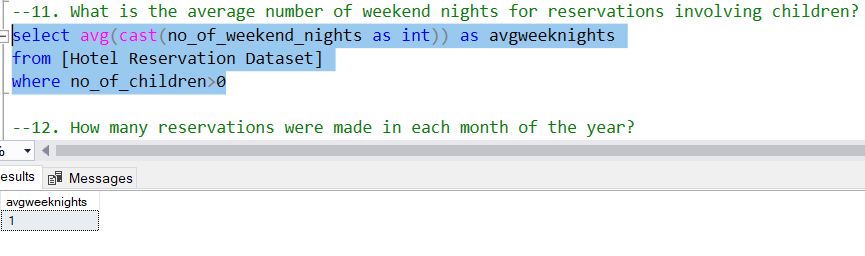 --11. What is the average number of weekend nights for reservations involving children?
select avg(cast(no_of_weekend_nights as int)) as avgweeknights
from [Hotel Reservation Dataset]
where no_of_children>0
--12. How many reservations were made in each month of the year?
esults Messages
avgweeknights
1